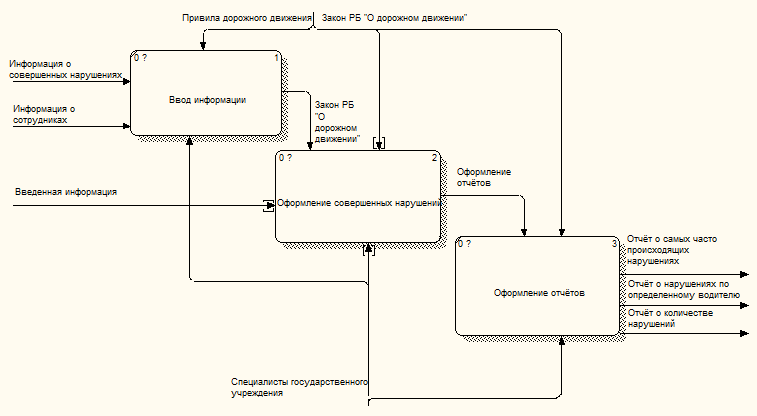 Привила дорожного движения
Закон РБ "О дорожном движении"
Информация о
совершенных нарушениях
0 ?
1
Ввод информации
Информация о
сотрудниках
Закон РБ
"О
дорожном
движении"
0 ?
2
Оформление совершенных нарушений
Введенная информация
Оформление
отчётов
0 ?
3
Оформление отчётов
Отчёт о самых часто
происходящих
нарушениях
Отчёт о нарушениях по
определенному водителю
Отчёт о количестве
нарушений
Специалисты государственного
учреждения